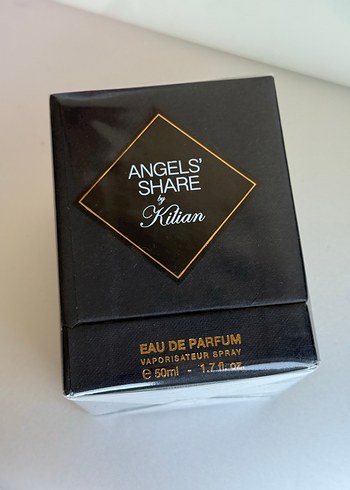 ANGELS'
SHARE
by
Kilian
EAU DE PARFUM
VAPORISATEUR SPRAY
℮ 50ml - 1.7 fl. oz.